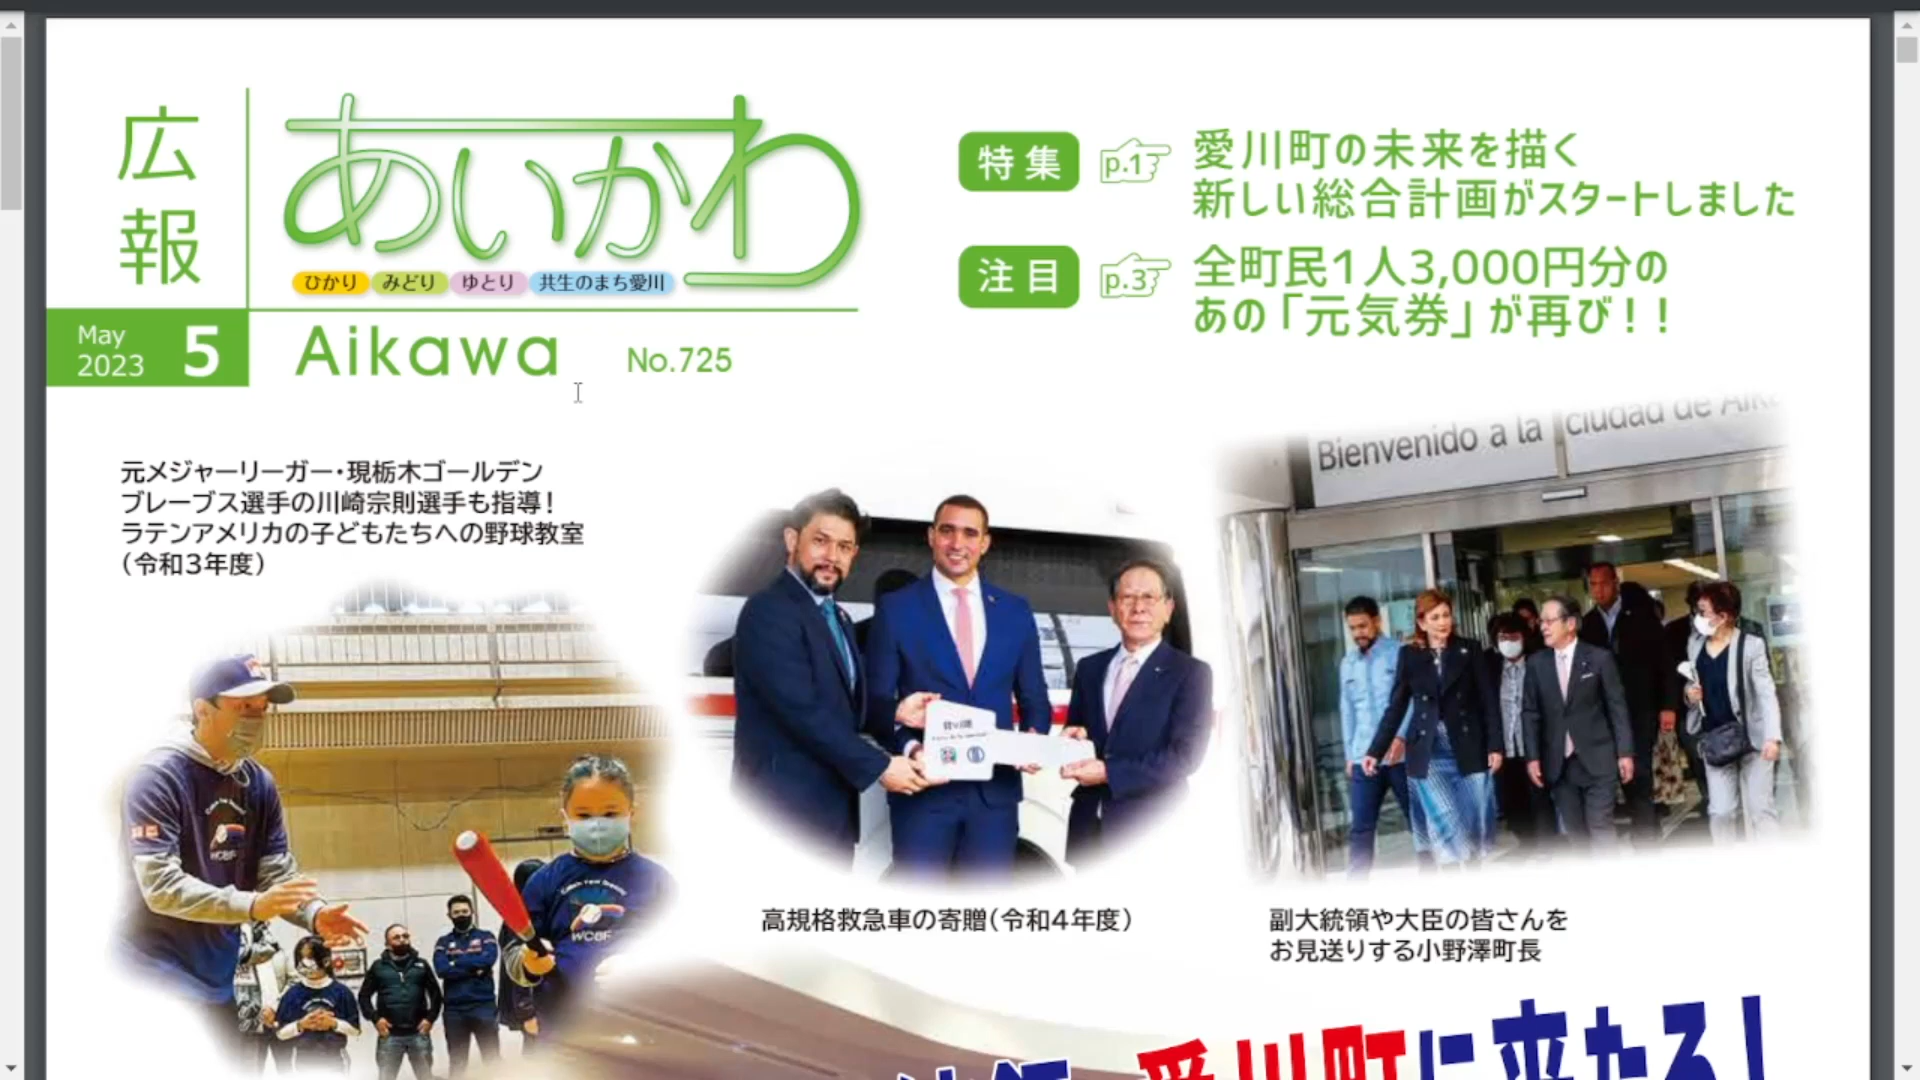 広報
あいかわ
ひかり みどり ゆとり 共生のまち愛川
May
2023
5
Aikawa No.725
特集 p.1 愛川町の未来を描く
新しい総合計画がスタートしました
注目 p.3 全町民1人3,000円分の
あの「元気券」が再び!!
元メジャーリーガー・現栃木ゴールデン
ブレーブス選手の川崎宗則選手も指導!
ラテンアメリカの子どもたちへの野球教室
(令和3年度)
Bienvenido a la ciudad de
高規格救急車の寄贈(令和4年度)
副大統領や大臣の皆さんを
お見送りする小野澤町長
愛川町に来たる!